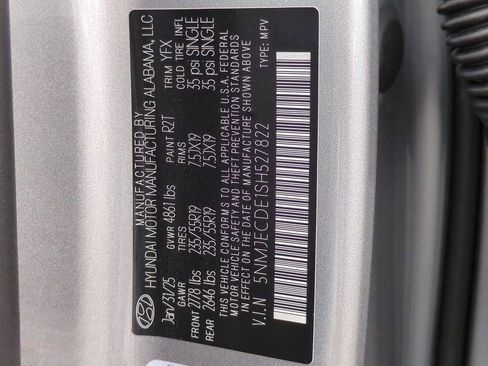 MANUFACTURED BY
HYUNDAI MOTOR MANUFACTURING ALABAMA, LLC
Jan/31/25 GVWR 4861 lbs PAINT R2T TRIM YFX
GAWR TIRES RIMS COLD TIRE INFL
FRONT 2778 lbs 235/55R19 7.5JX19 35 psi SINGLE
REAR 2646 lbs 235/55R19 7.5JX19 35 psi SINGLE
THIS VEHICLE CONFORMS TO ALL APPLICABLE U.S.A. FEDERAL
MOTOR VEHICLE SAFETY AND THEFT PREVENTION STANDARDS
IN EFFECT ON THE DATE OF MANUFACTURE SHOWN ABOVE.
V.I.N 5NMJECDE1SH527822 TYPE: MPV